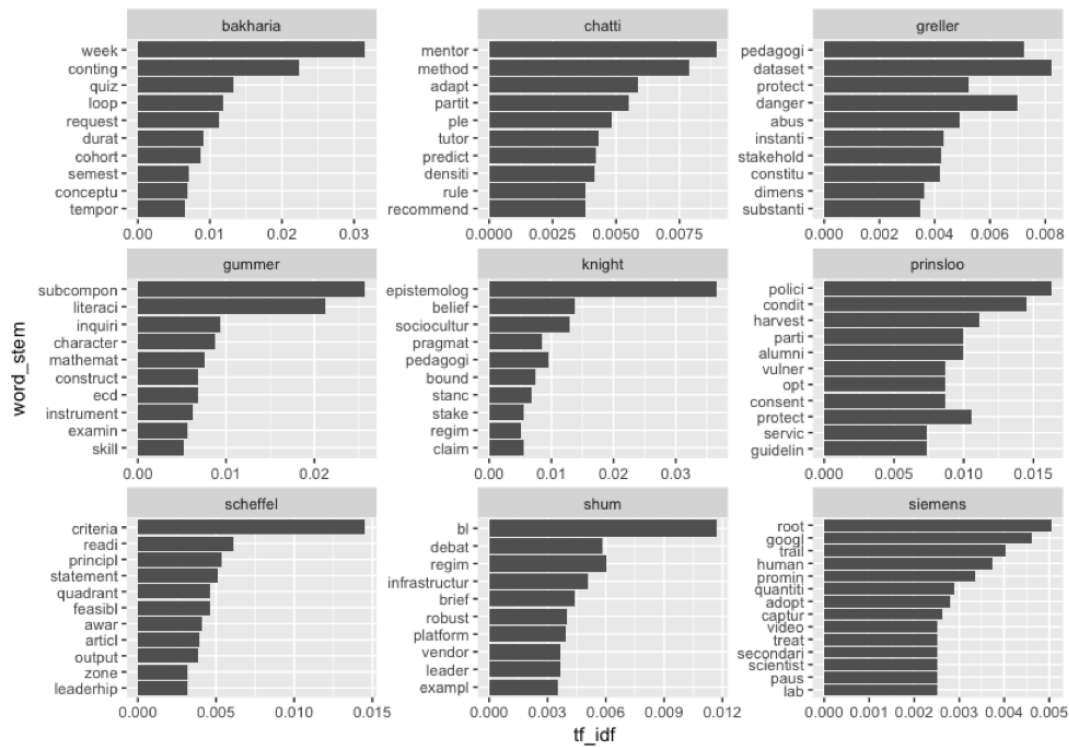 bakharia
week
conting
quiz
loop
request
durat
cohort
semest
conceptu
tempor
0.00 0.01 0.02 0.03
chatti
mentor
method
adapt
partit
ple
tutor
predict
densiti
rule
recommend
0.0000 0.0025 0.0050 0.0075
greller
pedagogi
dataset
protect
danger
abus
instanti
stakehold
constitu
dimens
substanti
0.000 0.002 0.004 0.006 0.008
gummer
subcompon
literaci
inquiri
character
mathemat
construct
ecd
instrument
examin
skill
0.00 0.01 0.02
knight
epistemolog
belief
sociocultur
pragmat
pedagogi
bound
stanc
stake
regim
claim
0.00 0.01 0.02 0.03
prinsloo
polici
condit
harvest
parti
alumni
vulner
opt
consent
protect
servic
guidelin
0.000 0.005 0.010 0.015
scheffel
criteria
readi
principl
statement
quadrant
feasibl
awar
articl
output
zone
leaderhip
0.000 0.005 0.010 0.015
shum
bl
debat
regim
infrastructur
brief
robust
platform
vendor
leader
exampl
0.000 0.003 0.006 0.009 0.012
siemens
root
googl
trail
human
promin
quantiti
adopt
captur
video
treat
secondari
scientist
paus
lab
0.000 0.001 0.002 0.003 0.004 0.005
word_stem
tf_idf